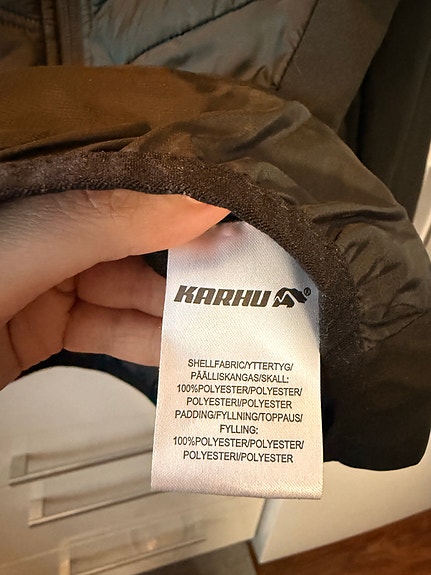 KARHU®
SHELLFABRIC/YTTERTYG/
PÄÄLLISKANGAS/SKALL:
100%POLYESTER/POLYESTER/
POLYESTERI/POLYESTER
PADDING/FYLLNING/TOPPAUS/
FYLLING:
100%POLYESTER/POLYESTER/
POLYESTERI/POLYESTER